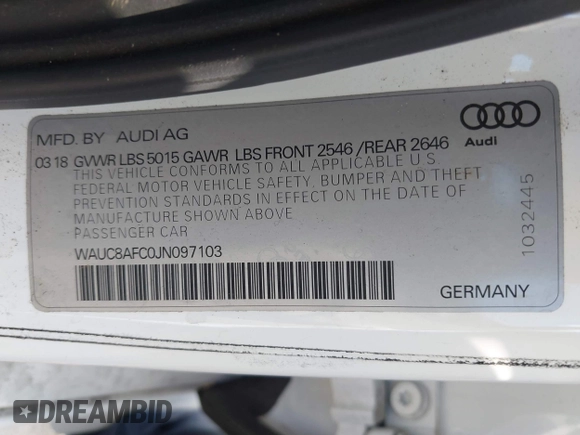 MFD. BY AUDI AG
Audi
03 18 GVWR LBS 5015 GAWR LBS FRONT 2546 /REAR 2646
THIS VEHICLE CONFORMS TO ALL APPLICABLE U.S
FEDERAL MOTOR VEHICLE SAFETY, BUMPER AND THEFT
PREVENTION STANDARDS IN EFFECT ON THE DATE OF
MANUFACTURE SHOWN ABOVE
PASSENGER CAR
WAUC8AFC0JN097103
GERMANY
1032445
DREAMBID